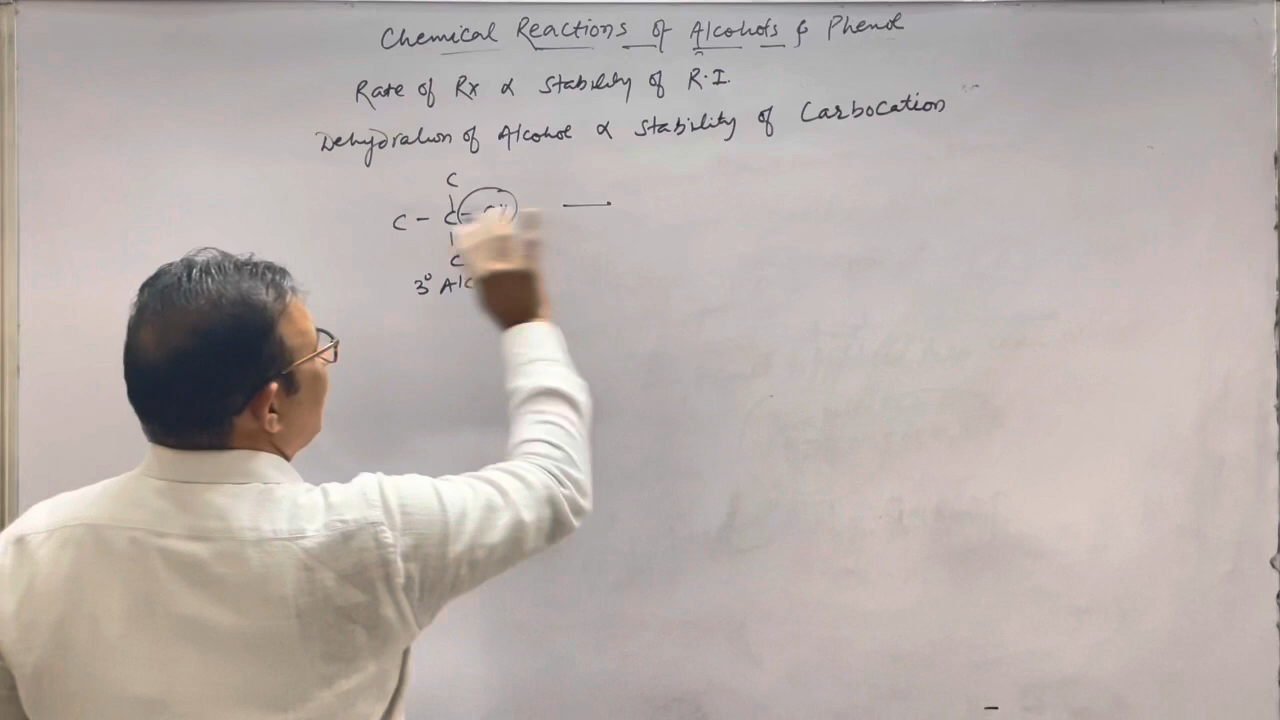 Chemical Reactions of Alcohols & Phenol
Rate of Rx ∝ Stability of R.I.
Dehydration of Alcohol ∝ Stability of Carbocation
C
C - C -
C
3° Alc